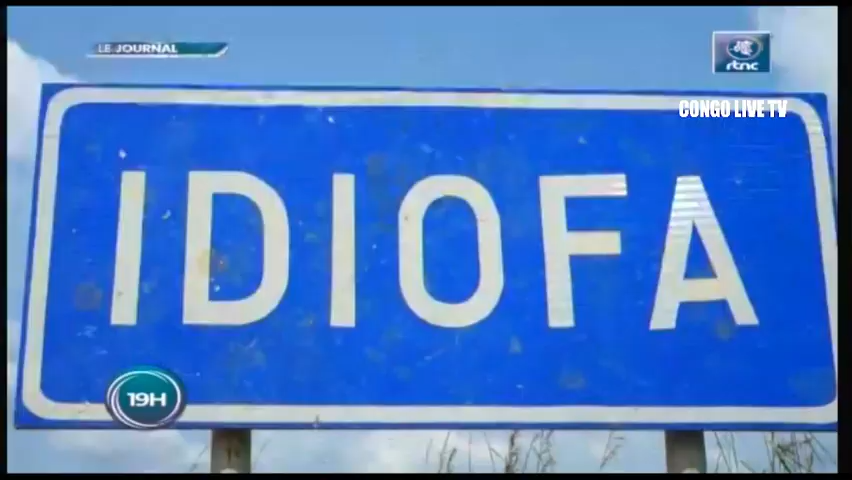 LE JOURNAL
rtnc
CONGO LIVE TV
IDIOFA
19H